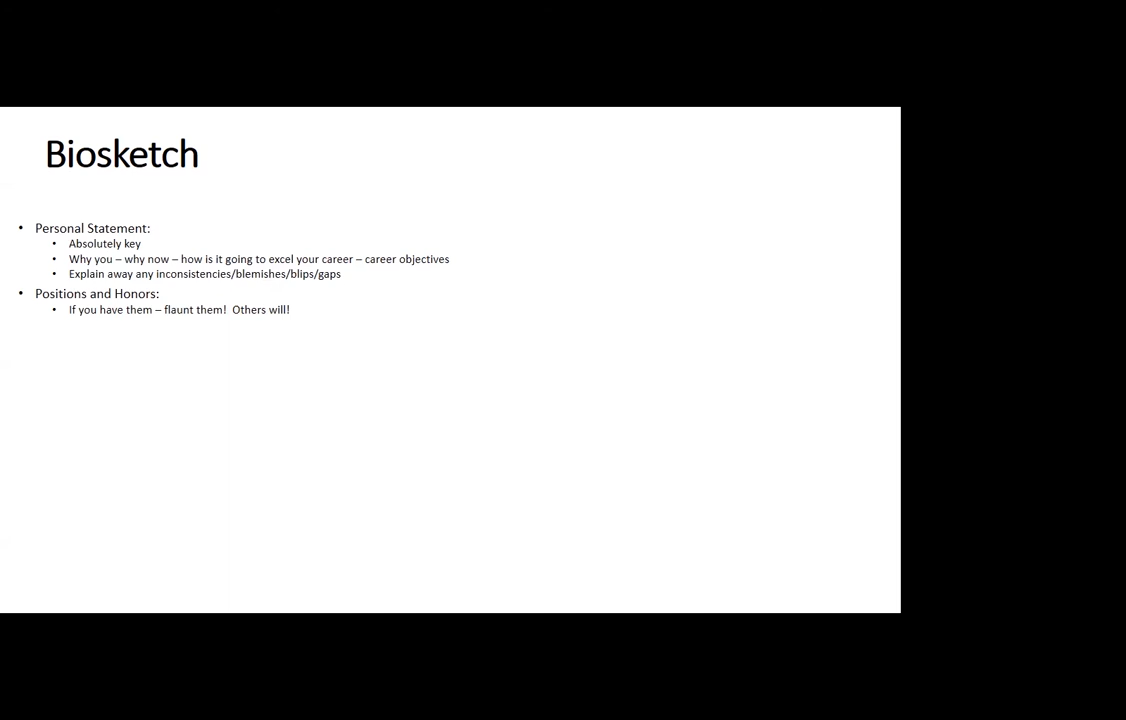 Biosketch
• Personal Statement:
• Absolutely key
• Why you – why now – how is it going to excel your career – career objectives
• Explain away any inconsistencies/blemishes/blips/gaps
• Positions and Honors:
• If you have them – flaunt them!  Others will!